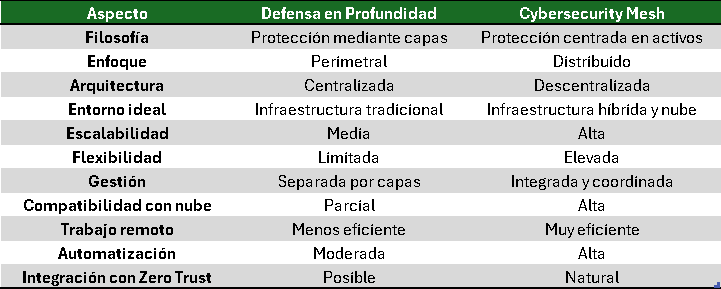 Aspecto Defensa en Profundidad Cybersecurity Mesh
Filosofía Protección mediante capas Protección centrada en activos
Enfoque Perimetral Distribuido
Arquitectura Centralizada Descentralizada
Entorno ideal Infraestructura tradicional Infraestructura híbrida y nube
Escalabilidad Media Alta
Flexibilidad Limitada Elevada
Gestión Separada por capas Integrada y coordinada
Compatibilidad con nube Parcial Alta
Trabajo remoto Menos eficiente Muy eficiente
Automatización Moderada Alta
Integración con Zero Trust Posible Natural